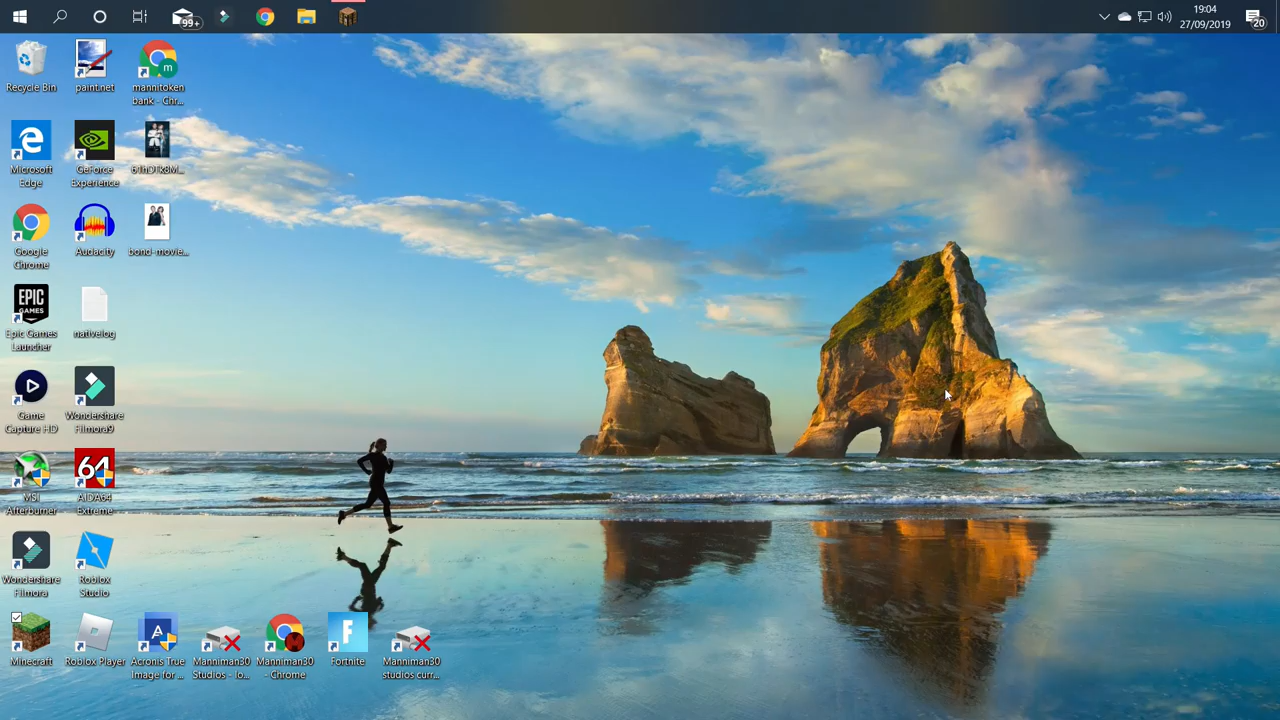 99+
19:04
27/09/2019
20
Recycle Bin
paint.net
mannitoken
bank - Chr...
Microsoft
Edge
GeForce
Experience
61hDTk8M...
Google
Chrome
Audacity
bond-movie...
EPIC
GAMES
Epic Games
Launcher
nativelog
Game
Capture HD
Wondershare
Filmora9
MSI
Afterburner
64
AIDA64
Extreme
Wondershare
Filmora
Roblox
Studio
Minecraft
Roblox Player
Acronis True
Image for ...
Manniman30
Studios - lo...
Manniman30
- Chrome
Fortnite
Manniman30
studios curr...